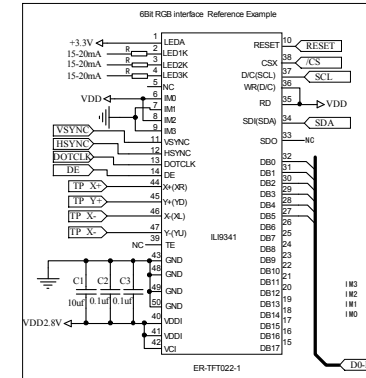 6Bit RGB interface  Reference Example
+3.3V 1 LEDA
15-20mA R 2 LED1K
15-20mA R 3 LED2K
15-20mA R 4 LED3K
5 NC
VDD 6 IM0
7 IM1
8 IM2
9 IM3
VSYNC 11 VSYNC
HSYNC 12 HSYNC
DOTCLK 13 DOTCLK
DE 14 DE
TP X+ 44 X+(XR)
TP Y+ 45 Y+(YD)
TP X- 46 X-(XL)
TP X- 47 Y-(YU)
NC 39 TE
43 GND
48 GND
49 GND
50 GND
C1 C2 C3
10uf 0.1uf 0.1uf
VDD2.8V 40 VDDI
41 VDDI
42 VCI
ILI9341
RESET 10 RESET
CSX 38 /CS
D/C(SCL) 37 SCL
WR(D/C) 36
RD 35 VDD
SDI(SDA) 34 SDA
SDO 33 NC
DB0 32
DB1 31
DB2 30
DB3 29
DB4 28
DB5 27
DB6 26
DB7 25
DB8 24
DB9 23
DB10 22
DB11 21
DB12 20
DB13 19
DB14 18
DB15 17
DB16 16
DB17 15
IM3
IM2
IM1
IM0
D0-
ER-TFT022-1